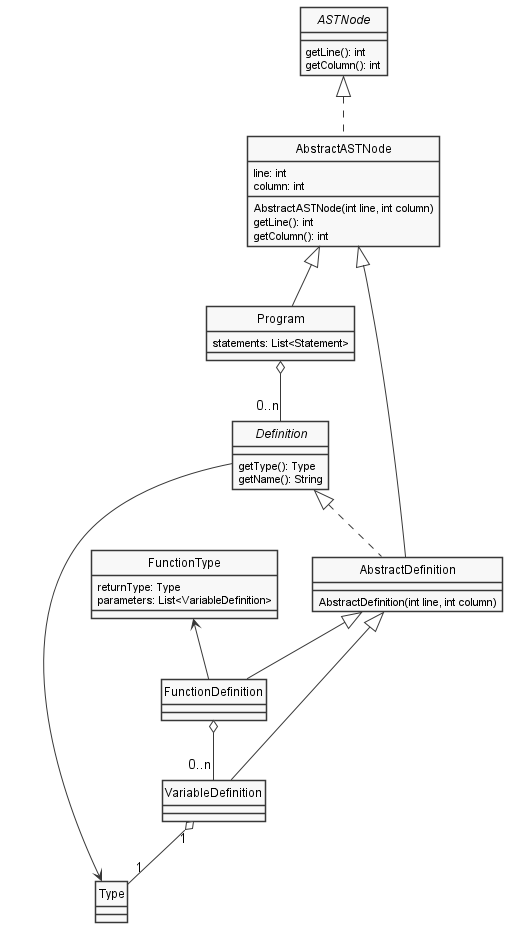 ASTNode
getLine(): int
getColumn(): int
AbstractASTNode
line: int
column: int
AbstractASTNode(int line, int column)
getLine(): int
getColumn(): int
Program
statements: List<Statement>
0..n
Definition
getType(): Type
getName(): String
FunctionType
returnType: Type
parameters: List<VariableDefinition>
AbstractDefinition
AbstractDefinition(int line, int column)
FunctionDefinition
0..n
VariableDefinition
1
1
Type